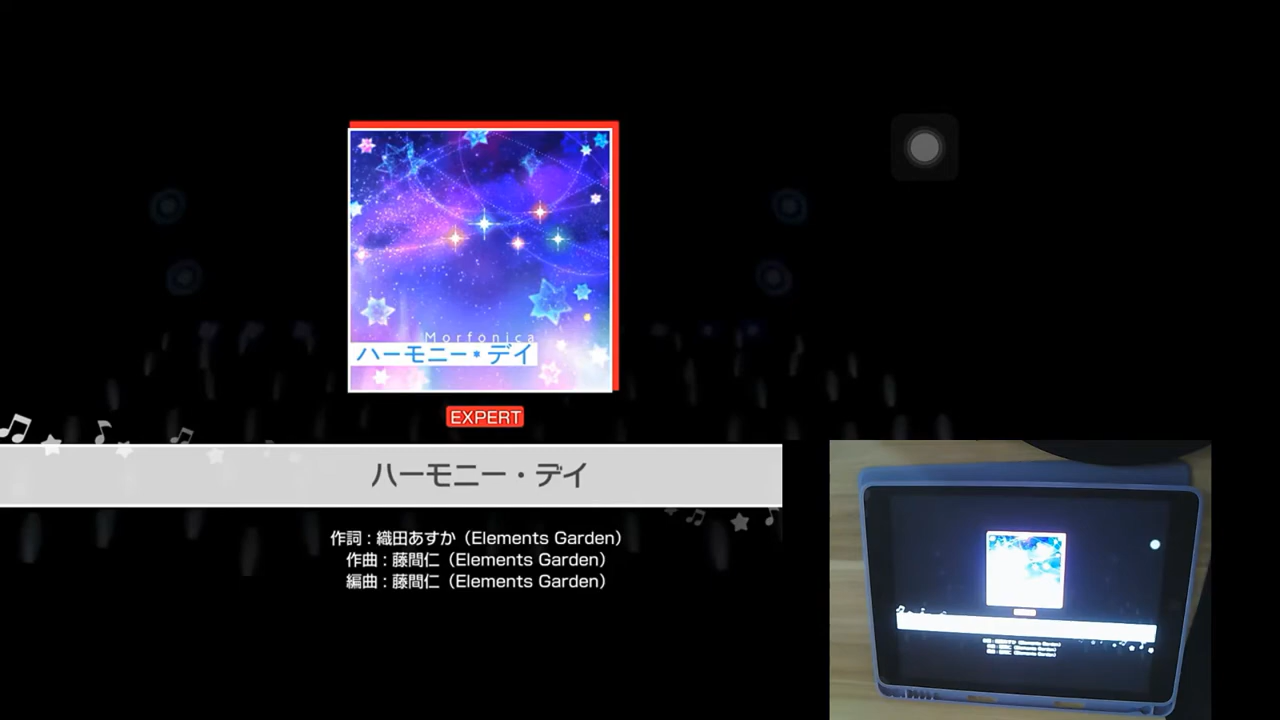 Morfonica
ハーモニー*デイ
EXPERT
ハーモニー・デイ
作詞：織田あすか（Elements Garden）
作曲：藤間仁（Elements Garden）
編曲：藤間仁（Elements Garden）